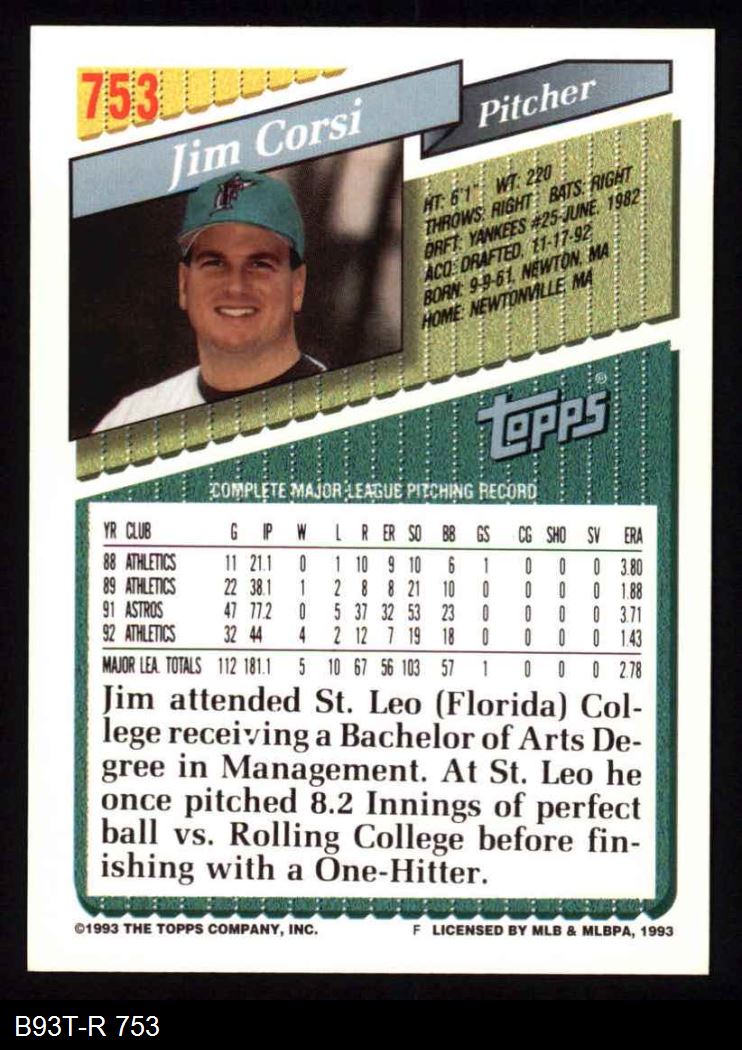 753
Jim Corsi
Pitcher
HT: 6'1" WT: 220
THROWS: RIGHT BATS: RIGHT
DRFT: YANKEES #25-JUNE, 1982
ACQ: DRAFTED, 11-17-92
BORN: 9-9-61, NEWTON, MA
HOME: NEWTONVILLE, MA
F
Topps®
COMPLETE MAJOR LEAGUE PITCHING RECORD
YR CLUB G IP W L R ER SO BB GS CG SHO SV ERA
88 ATHLETICS 11 21.1 0 1 10 9 10 6 1 0 0 0 3.80
89 ATHLETICS 22 38.1 1 2 8 8 21 10 0 0 0 0 1.88
91 ASTROS 47 77.2 0 5 37 32 53 23 0 0 0 0 3.71
92 ATHLETICS 32 44 4 2 12 7 19 18 0 0 0 0 1.43
MAJOR LEA. TOTALS 112 181.1 5 10 67 56 103 57 1 0 0 0 2.78
Jim attended St. Leo (Florida) Col-
lege receiving a Bachelor of Arts De-
gree in Management. At St. Leo he
once pitched 8.2 Innings of perfect
ball vs. Rolling College before fin-
ishing with a One-Hitter.
©1993 THE TOPPS COMPANY, INC. F LICENSED BY MLB & MLBPA, 1993
B93T-R 753